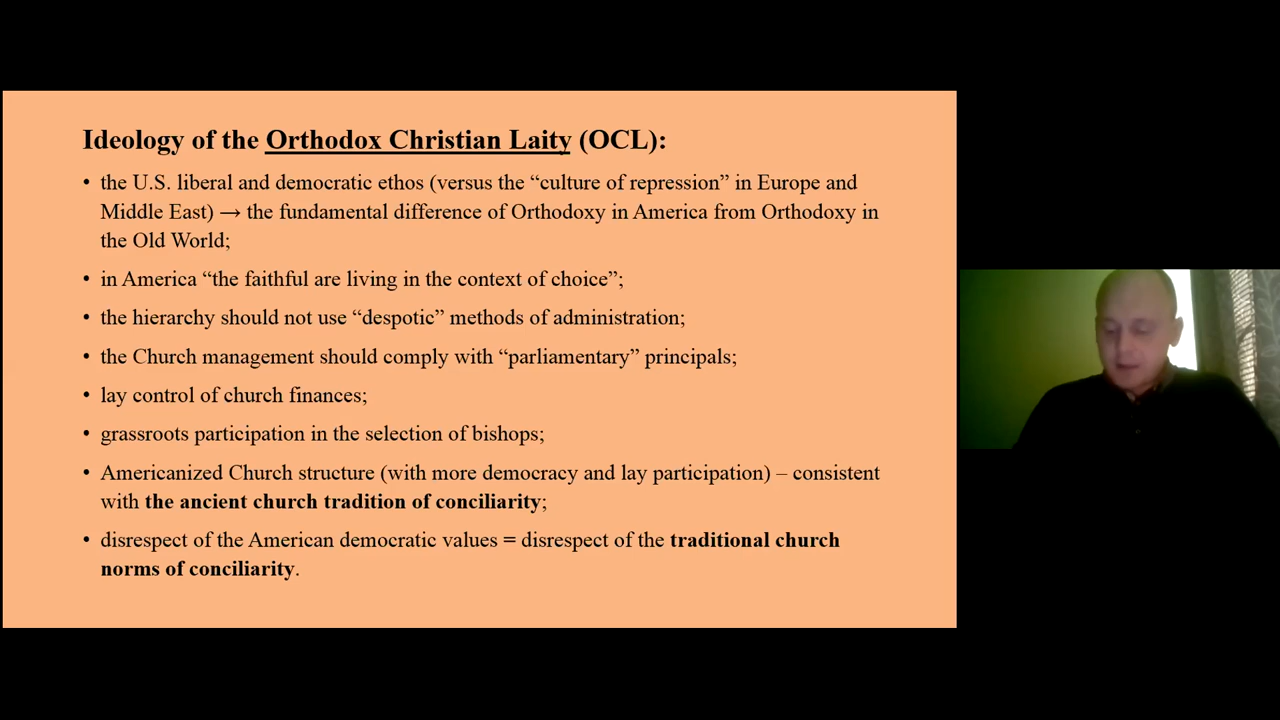 Ideology of the Orthodox Christian Laity (OCL):
• the U.S. liberal and democratic ethos (versus the “culture of repression” in Europe and
Middle East) → the fundamental difference of Orthodoxy in America from Orthodoxy in
the Old World;
• in America “the faithful are living in the context of choice”;
• the hierarchy should not use “despotic” methods of administration;
• the Church management should comply with “parliamentary” principals;
• lay control of church finances;
• grassroots participation in the selection of bishops;
• Americanized Church structure (with more democracy and lay participation) – consistent
with the ancient church tradition of conciliarity;
• disrespect of the American democratic values = disrespect of the traditional church
norms of conciliarity.